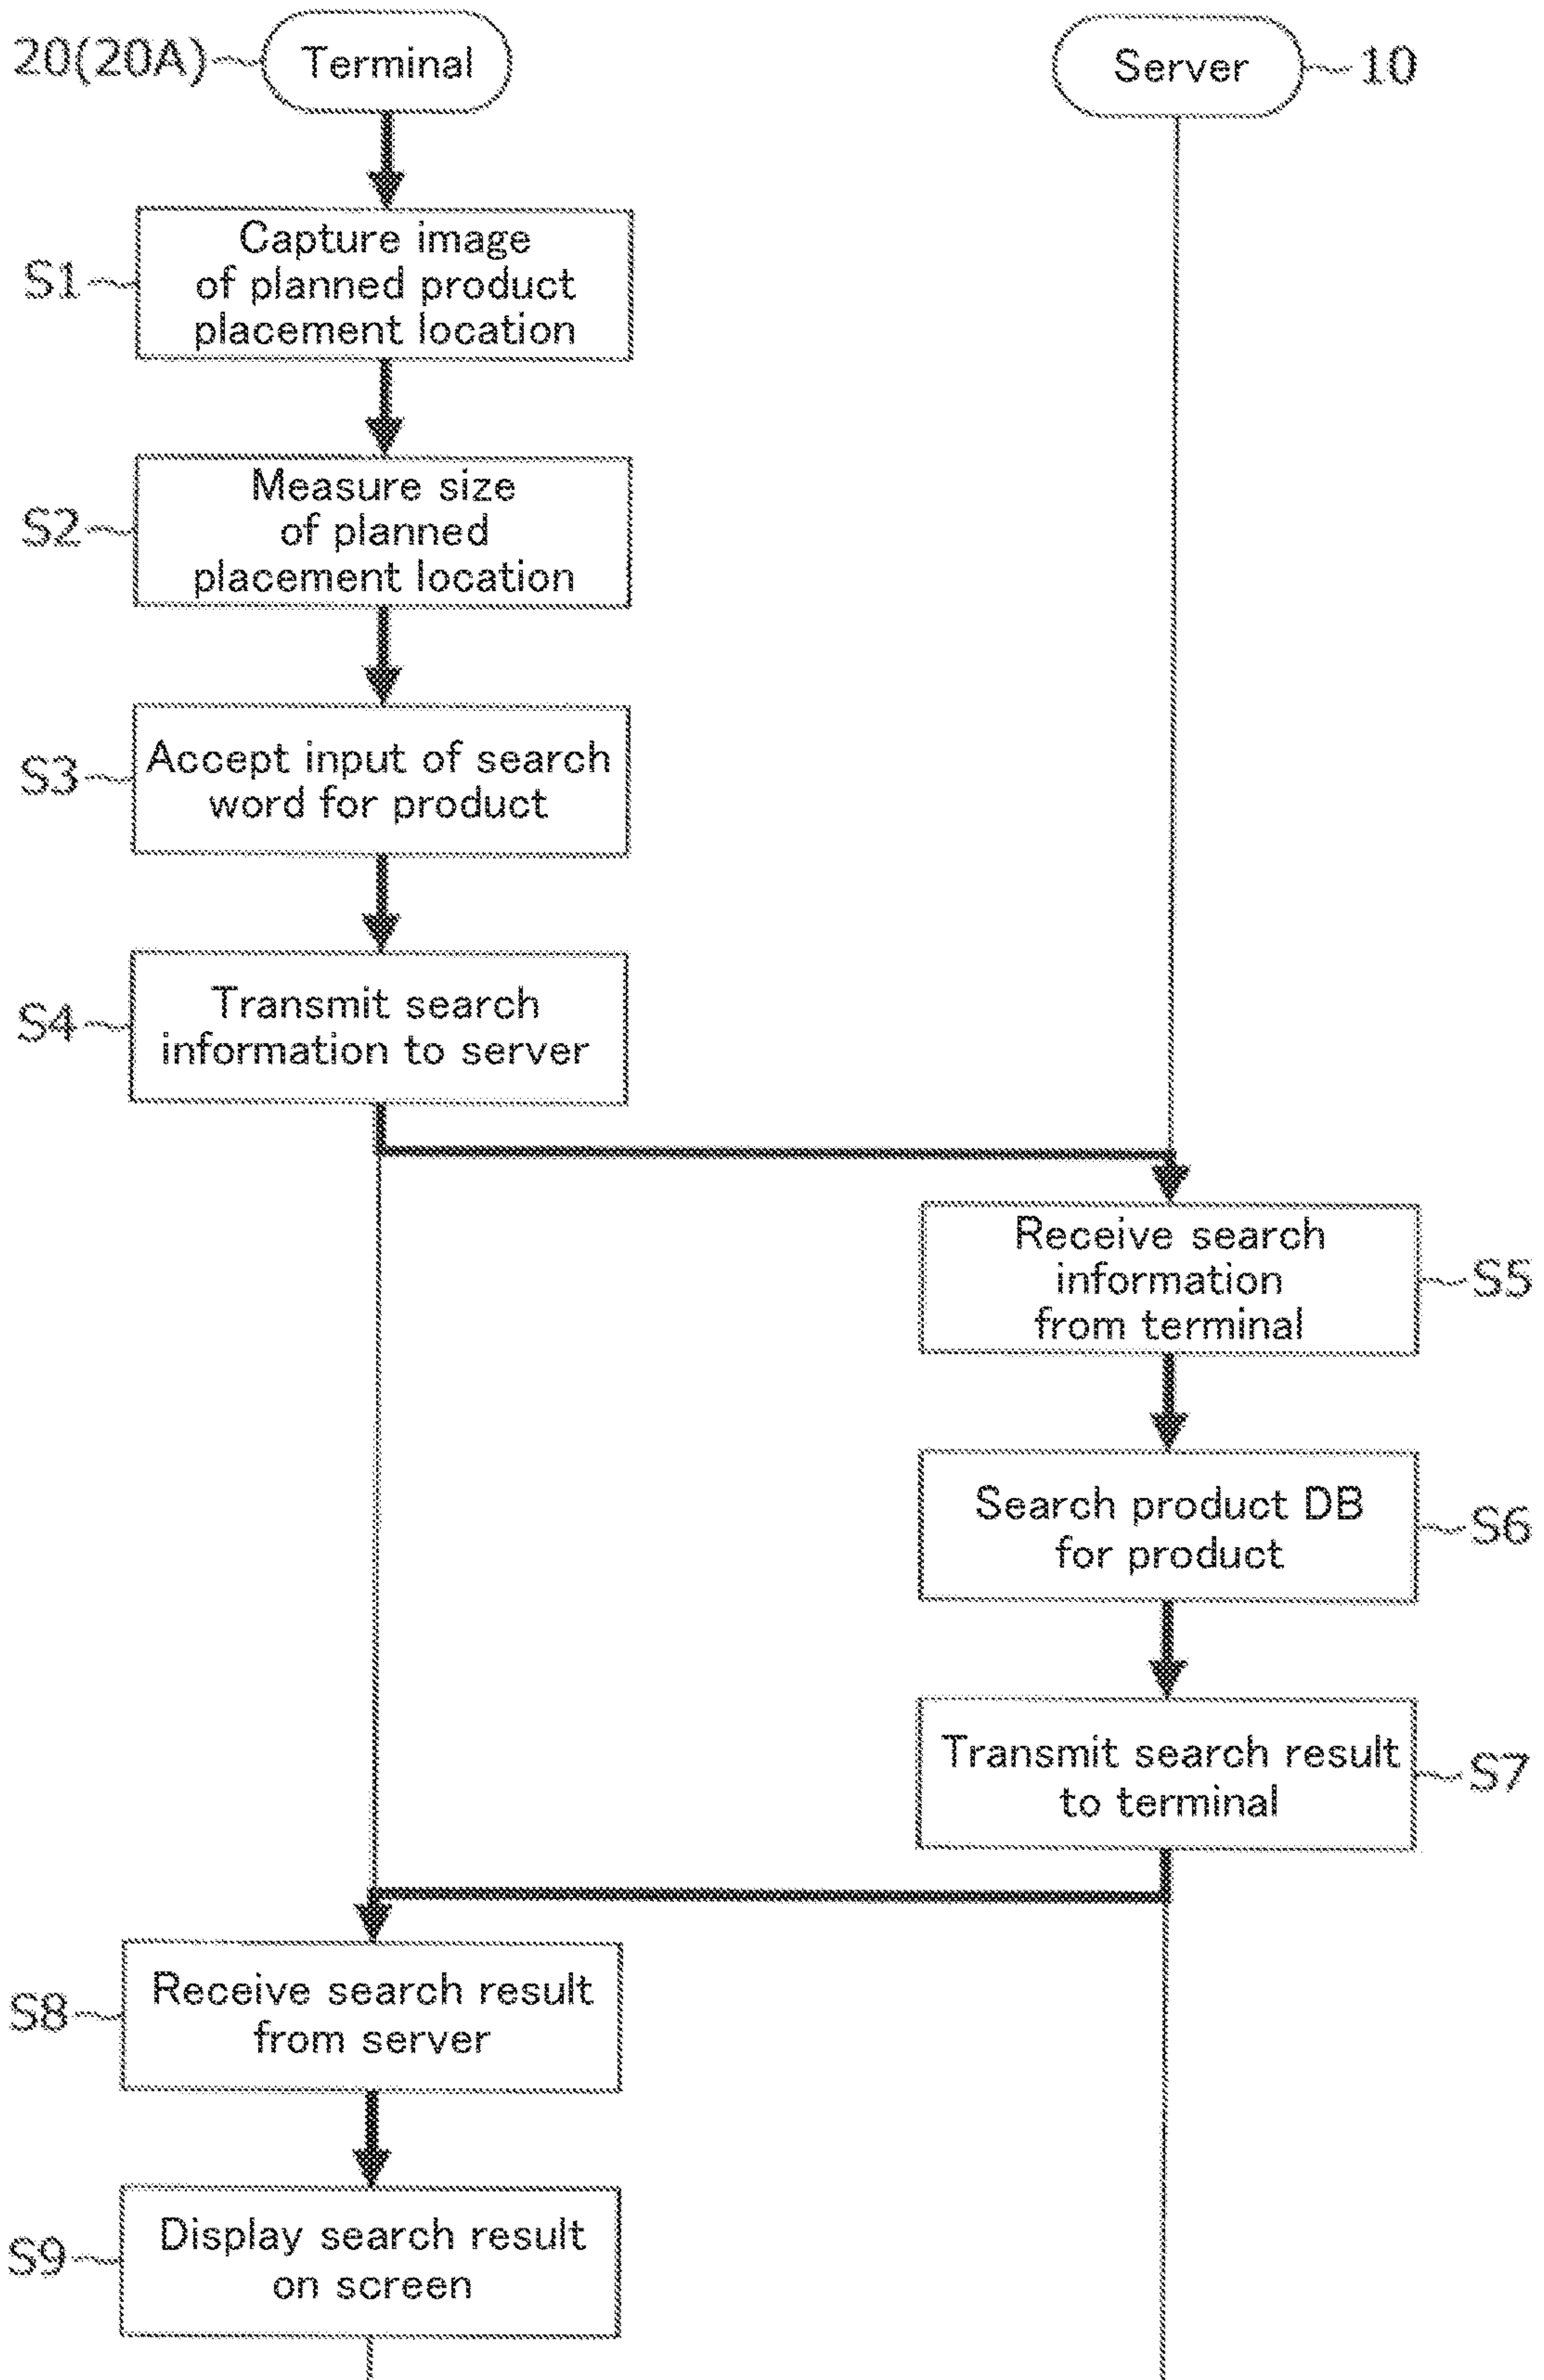 20(20A)
Terminal
Server
10
S1
Capture image
of planned product
placement location
S2
Measure size
of planned
placement location
S3
Accept input of search
word for product
S4
Transmit search
information to server
Receive search
information
from terminal
S5
Search product DB
for product
S6
Transmit search result
to terminal
S7
S8
Receive search result
from server
S9
Display search result
on screen